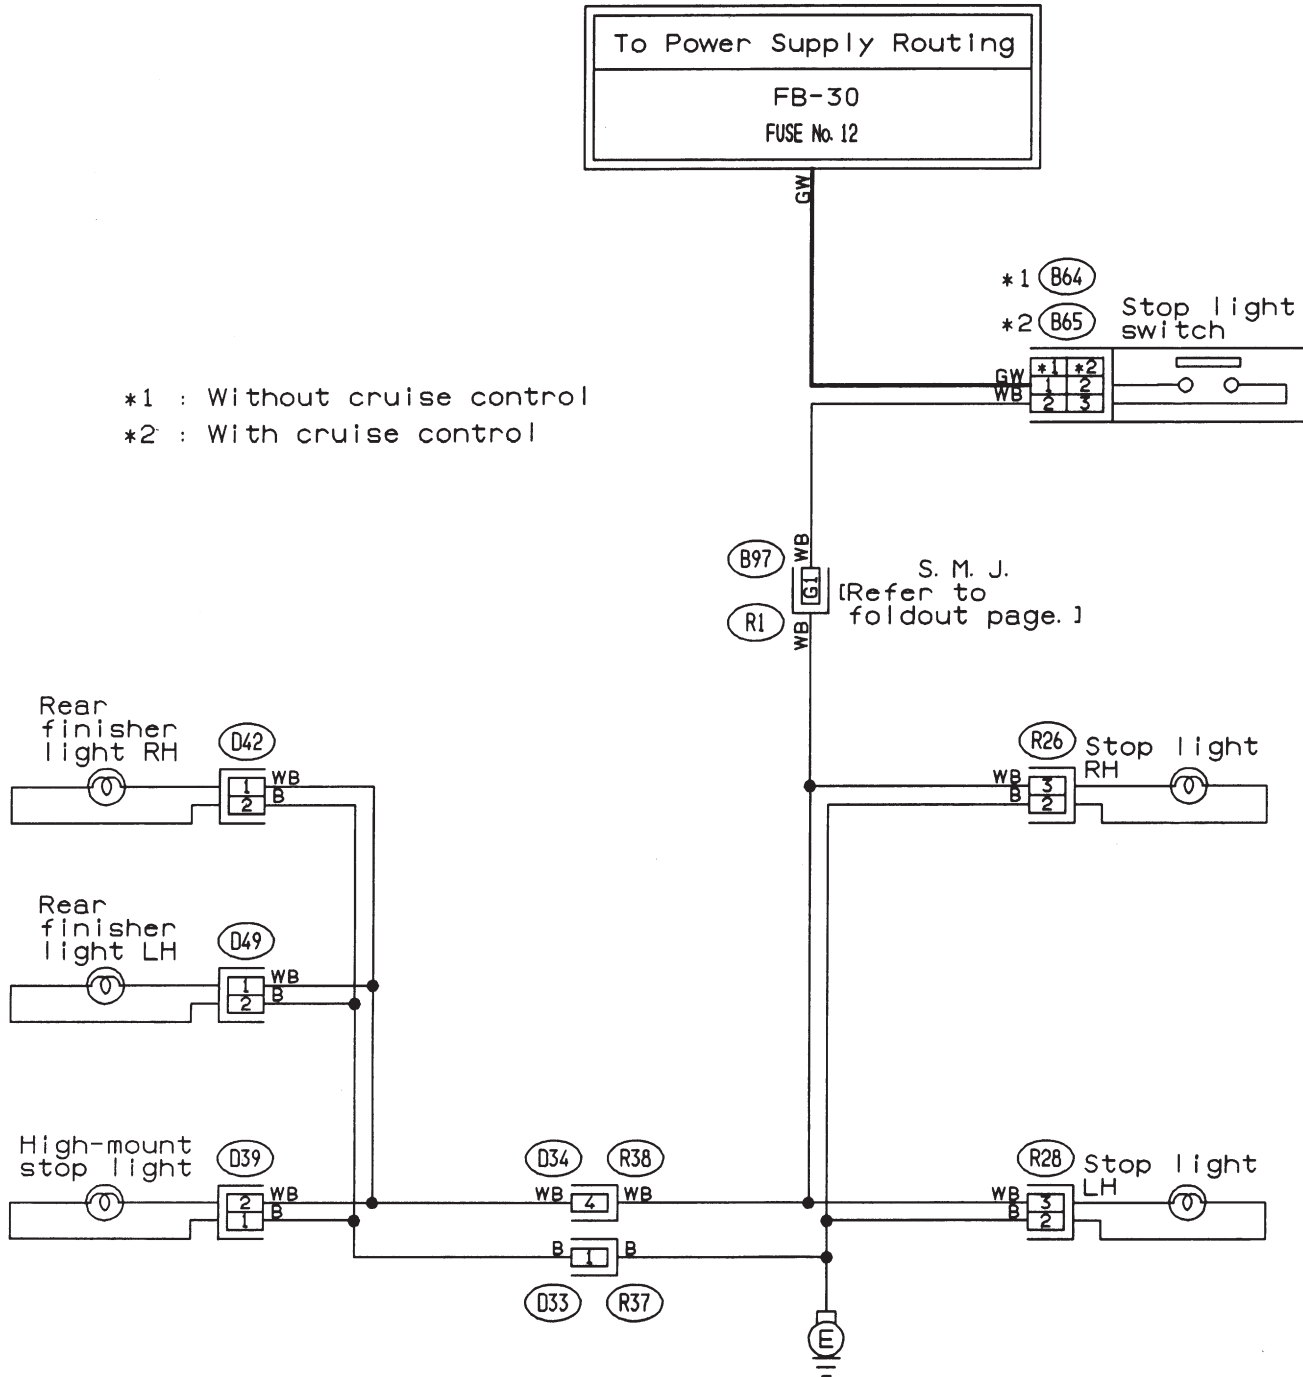 To Power Supply Routing
FB-30
FUSE No. 12
GW
*1 B64
*2 B65
Stop light
switch
*1 *2
GW 1 2
WB 2 3
*1 : Without cruise control
*2 : With cruise control
WB
B97
G1
S. M. J.
[Refer to
foldout page. ]
R1
WB
Rear
finisher
light RH
D42
1 WB
2 B
R26
Stop light
RH
WB 3
B 2
Rear
finisher
light LH
D49
1 WB
2 B
High-mount
stop light
D39
2 WB
1 B
D34 R38
WB 4 WB
B 1 B
D33 R37
R28
Stop light
LH
WB 3
B 2
E